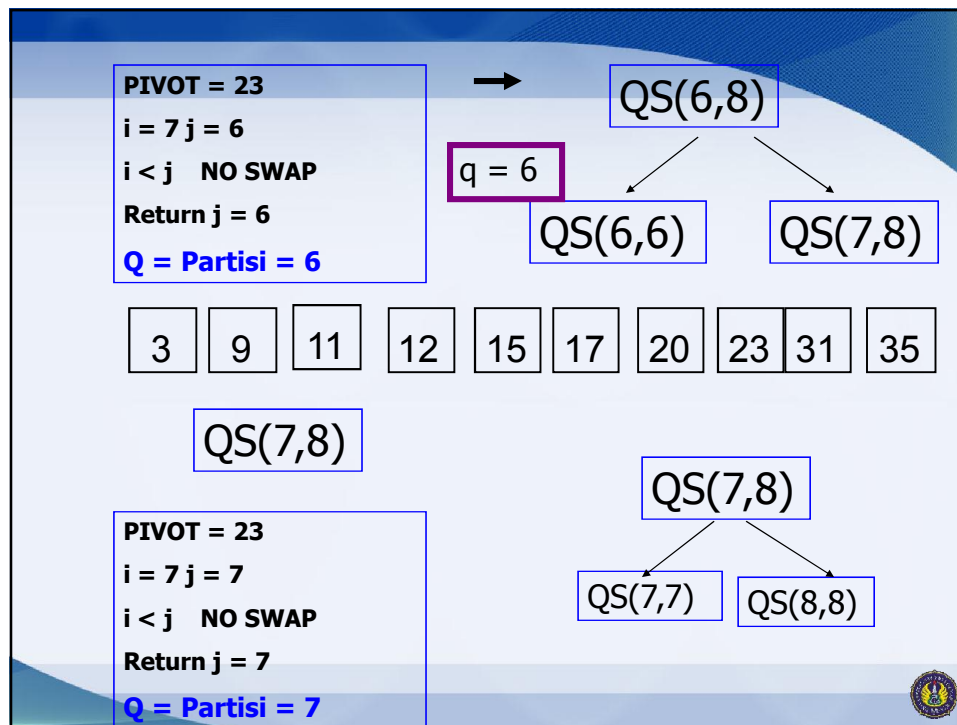 PIVOT = 23
i = 7 j = 6
i < j NO SWAP
Return j = 6
Q = Partisi = 6
q = 6
QS(6,8)
QS(6,6) QS(7,8)
3 9 11 12 15 17 20 23 31 35
QS(7,8)
PIVOT = 23
i = 7 j = 7
i < j NO SWAP
Return j = 7
Q = Partisi = 7
QS(7,8)
QS(7,7) QS(8,8)